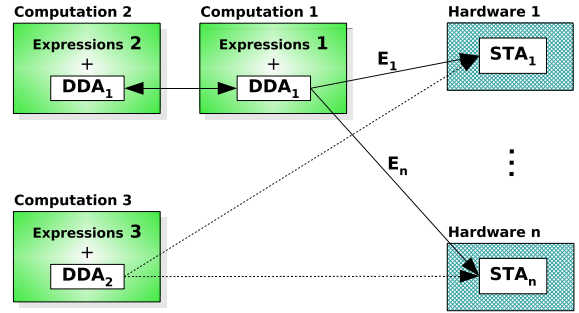 Computation 2
Expressions 2
+
DDA1
Computation 1
Expressions 1
+
DDA1
E1
En
Hardware 1
STA1
Computation 3
Expressions 3
+
DDA2
Hardware n
STAn